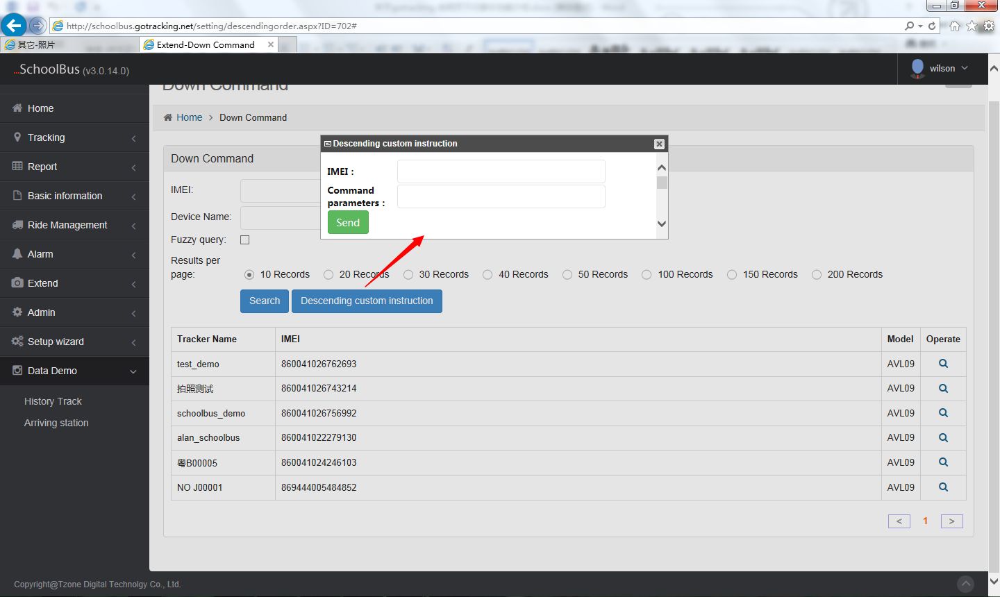 http://schoolbus.gotracking.net/setting/descendingorder.aspx?ID=702#
其它-照片
Extend-Down Command
...SchoolBus (v3.0.14.0)
wilson
Down Command
Home
Tracking
Report
Basic information
Ride Management
Alarm
Extend
Admin
Setup wizard
Data Demo
History Track
Arriving station
Home > Down Command
Down Command
IMEI:
Device Name:
Fuzzy query:
Results per
page:
10 Records 20 Records 30 Records 40 Records 50 Records 100 Records 150 Records 200 Records
Search Descending custom instruction
Descending custom instruction
IMEI :
Command
parameters :
Send
Tracker Name IMEI Model Operate
test_demo 860041026762693 AVL09
拍照测试 860041026743214 AVL09
schoolbus_demo 860041026756992 AVL09
alan_schoolbus 860041022279130 AVL09
粤B00005 860041024246103 AVL09
NO J00001 869444005484852 AVL09
< 1 >
Copyright@Tzone Digital Technolgy Co., Ltd.